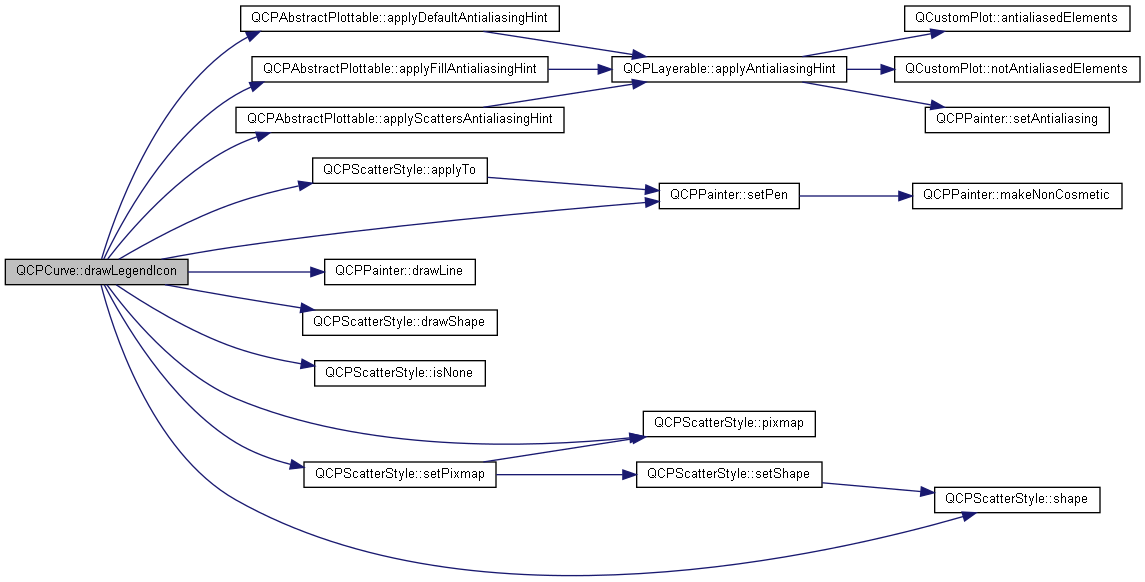 QCPAbstractPlottable::applyDefaultAntialiasingHint
QCustomPlot::antialiasedElements
QCPAbstractPlottable::applyFillAntialiasingHint
QCPLayerable::applyAntialiasingHint
QCustomPlot::notAntialiasedElements
QCPAbstractPlottable::applyScattersAntialiasingHint
QCPPainter::setAntialiasing
QCPScatterStyle::applyTo
QCPPainter::setPen
QCPPainter::makeNonCosmetic
QCPCurve::drawLegendIcon
QCPPainter::drawLine
QCPScatterStyle::drawShape
QCPScatterStyle::isNone
QCPScatterStyle::pixmap
QCPScatterStyle::setPixmap
QCPScatterStyle::setShape
QCPScatterStyle::shape